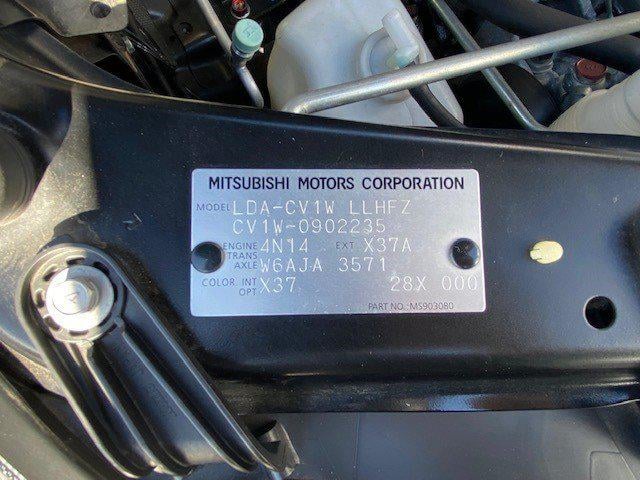 MITSUBISHI MOTORS CORPORATION
MODEL LDA-CV1W LLHFZ
CV1W-0902235
ENGINE 4N14 EXT X37A
TRANS AXLE W6AJA 3571
COLOR INT OPT X37 28X 000
PART NO. MS903080